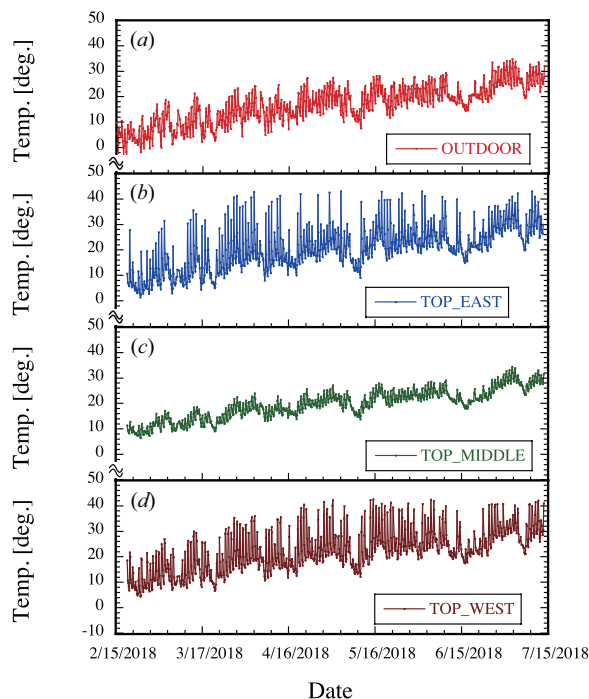 50
(a)
40
30
20
10
0
Temp. [deg.]
OUTDOOR
50
(b)
40
30
20
10
0
Temp. [deg.]
TOP_EAST
50
(c)
40
30
20
10
0
Temp. [deg.]
TOP_MIDDLE
50
(d)
40
30
20
10
0
-10
Temp. [deg.]
TOP_WEST
2/15/2018 3/17/2018 4/16/2018 5/16/2018 6/15/2018 7/15/2018
Date